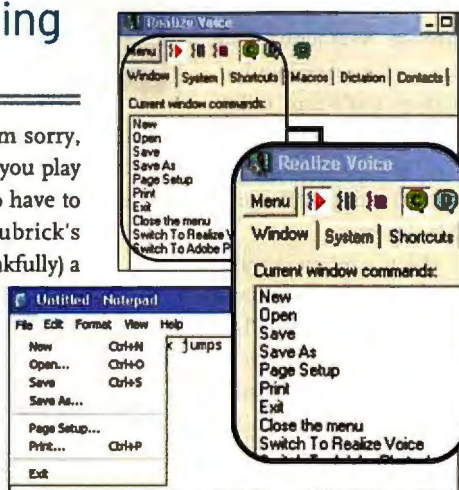 ing
m sorry,
you play
have to
ubrick's
kfully) a
Realize Voice
Menu
Window System Shortcuts Macros Dictation Contacts
Current window commands:
New
Open
Save
Save As
Page Setup
Print
Exit
Close the menu
Switch To Realize V
Switch To Adobe P
Realize Voice
Menu
Window System Shortcuts
Current window commands:
New
Open
Save
Save As
Page Setup
Print
Exit
Close the menu
Switch To Realize Voice
Untitled - Notepad
File Edit Format View Help
New Ctrl+N
x jumps
Open... Ctrl+O
Save Ctrl+S
Save As...
Page Setup...
Print... Ctrl+P
Exit